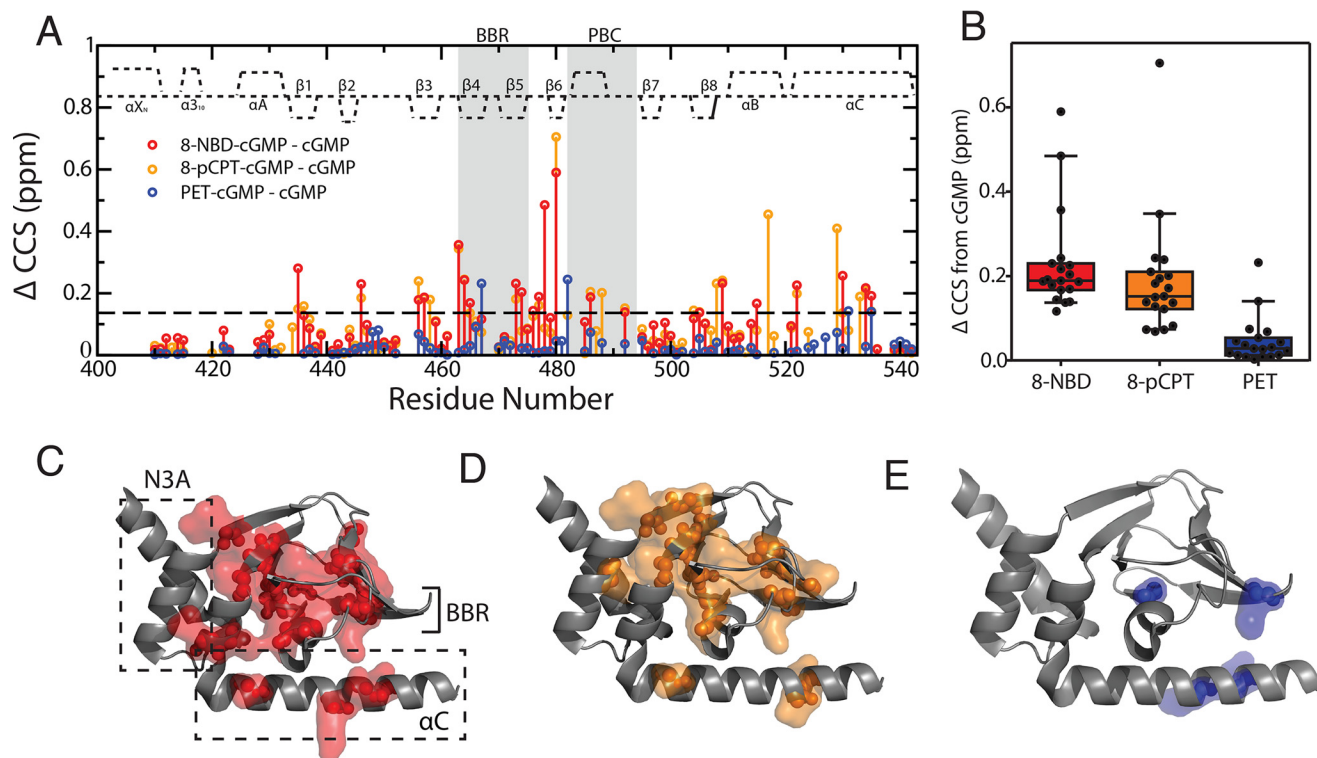 A
BBR
PBC
1
0.8
0.6
0.4
0.2
0
Δ CCS (ppm)
αX_N
α3₁₀
αA
β1
β2
β3
β4
β5
β6
β7
β8
αB
αC
8-NBD-cGMP - cGMP
8-pCPT-cGMP - cGMP
PET-cGMP - cGMP
400
420
440
460
480
500
520
540
Residue Number
B
Δ CCS from cGMP (ppm)
0.6
0.4
0.2
0.0
8-NBD
8-pCPT
PET
C
N3A
BBR
αC
D
E